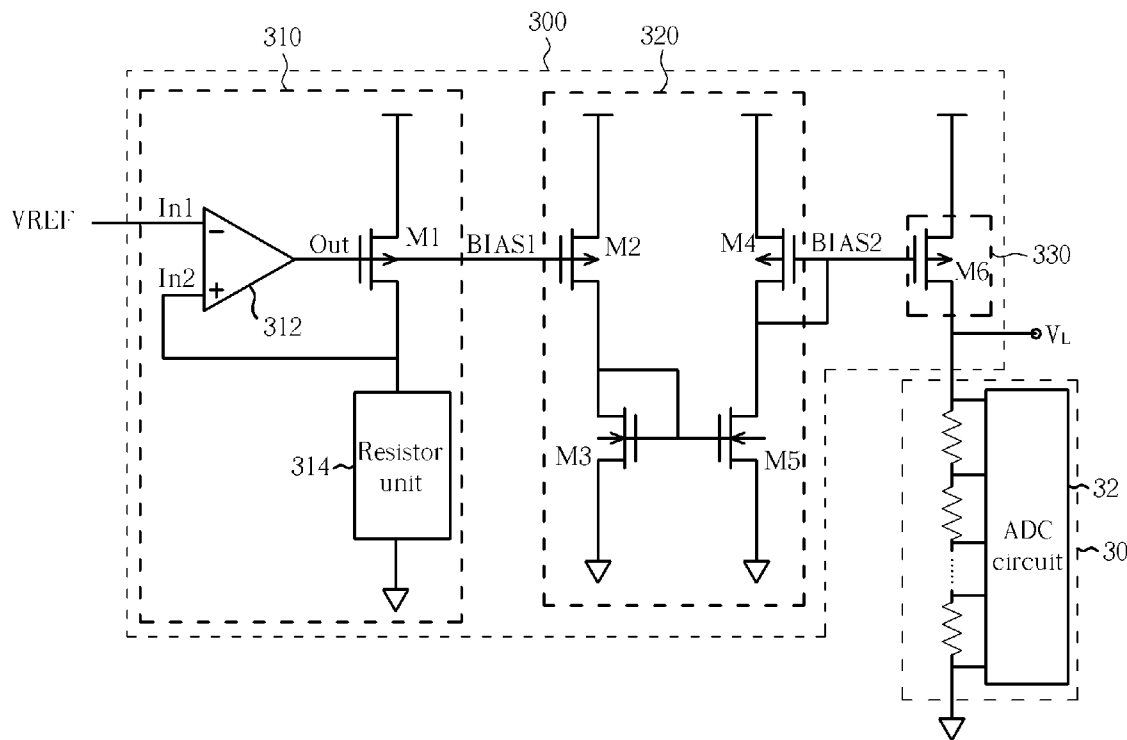 300
310
320
VREF
In1
−
In2
+
312
Out
M1
BIAS1
M2
M4
BIAS2
M6
330
VL
M3
M5
314
Resistor
unit
ADC
circuit
32
30